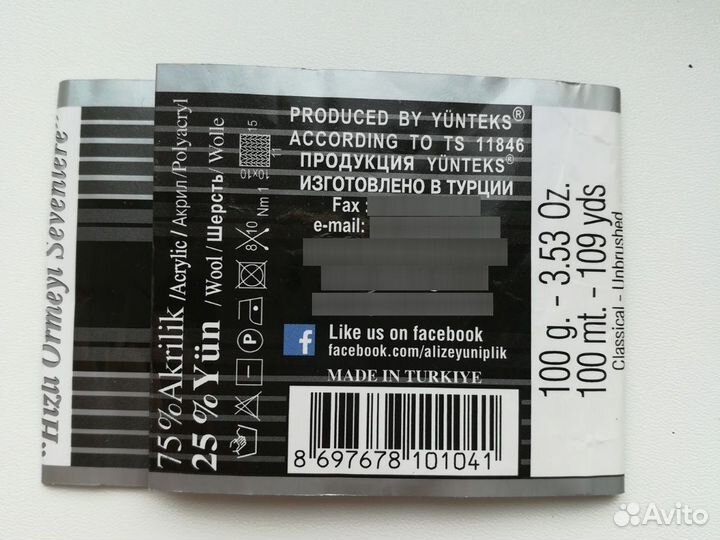 "Hızlı Örmeyi Sevenlere"
75%Akrilik /Acrylic/Акрил/Polyacryl
25%Yün /Wool/Шерсть/Wolle
8 10 Nm 1
10x10
11
15
P
PRODUCED BY YÜNTEKS®
ACCORDING TO TS 11846
ПРОДУКЦИЯ YÜNTEKS®
ИЗГОТОВЛЕНО В ТУРЦИИ
Fax :
e-mail:
f Like us on facebook
facebook.com/alizeyuniplik
MADE IN TURKIYE
8 697678 101041
100 g. - 3.53 Oz.
100 mt. - 109 yds
Classical - Unbrushed
Avito